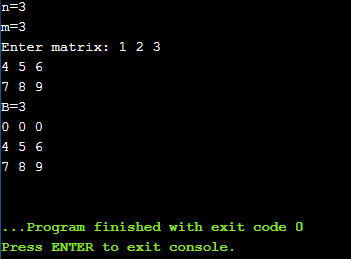 n=3
m=3
Enter matrix: 1 2 3
4 5 6
7 8 9
B=3
0 0 0
4 5 6
7 8 9
...Program finished with exit code 0
Press ENTER to exit console.